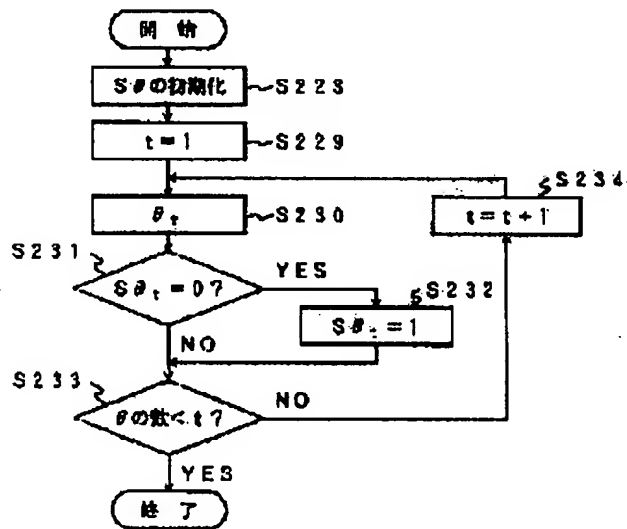 開始
Sθの初期化
S223
t=1
S229
S234
θt
S230
t=t+1
S231
YES
Sθt=0?
S232
Sθt=1
NO
S233
θの数<t?
NO
YES
終了